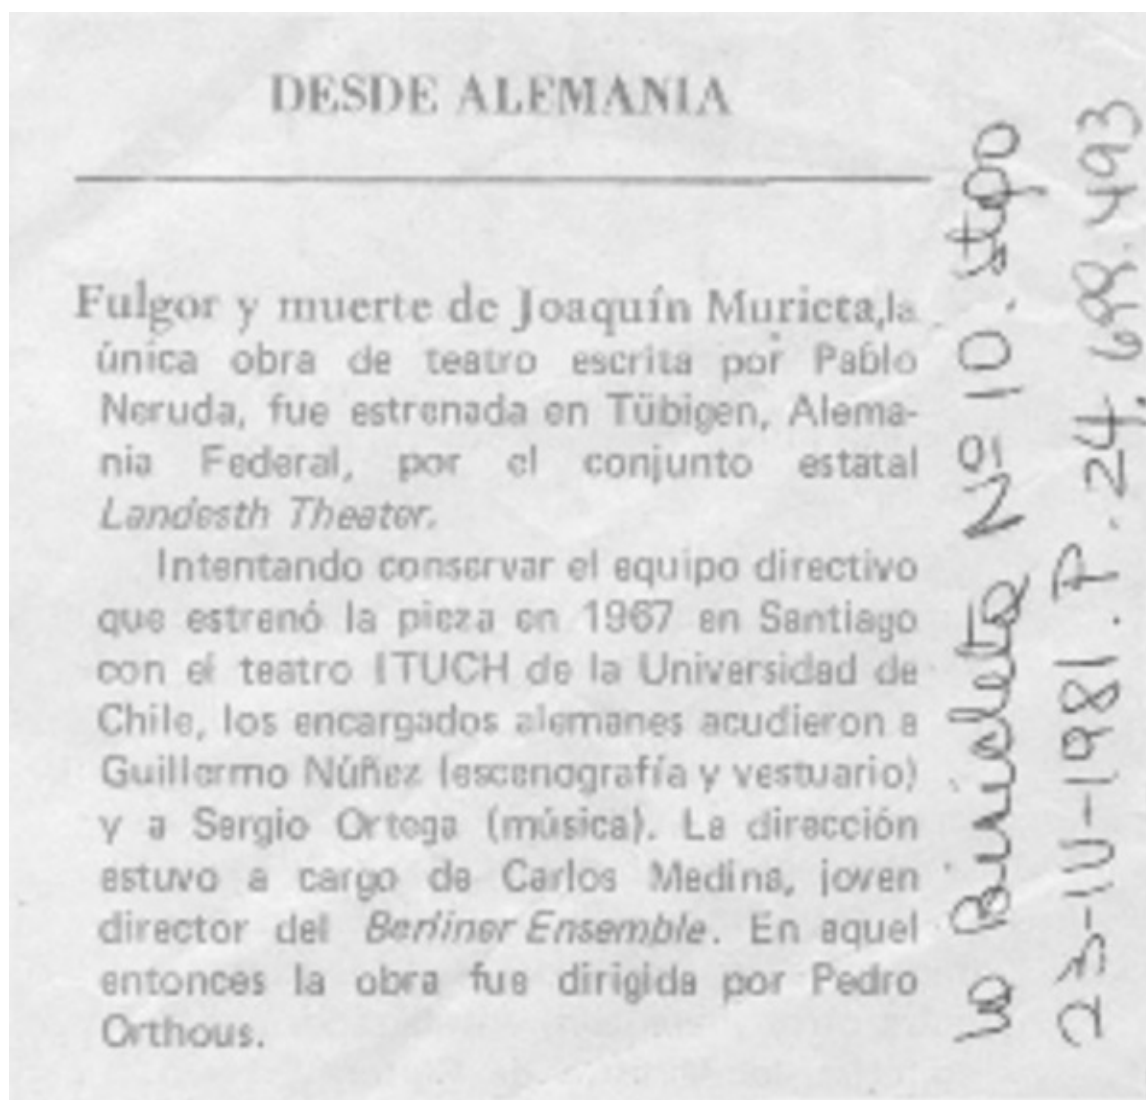 DESDE ALEMANIA
Fulgor y muerte de Joaquín Murieta, la
única obra de teatro escrita por Pablo
Neruda, fue estrenada en Tübigen, Alema-
nia Federal, por el conjunto estatal
Landesth Theater.
Intentando conservar el equipo directivo
que estrenó la pieza en 1967 en Santiago
con el teatro ITUCH de la Universidad de
Chile, los encargados alemanes acudieron a
Guillermo Núñez (escenografía y vestuario)
y a Sergio Ortega (música). La dirección
estuvo a cargo de Carlos Medina, joven
director del Berliner Ensemble. En aquel
entonces la obra fue dirigida por Pedro
Orthous.
La Bicicleta Nº 10. stgo
23-IV-1981. P. 24. 698.493